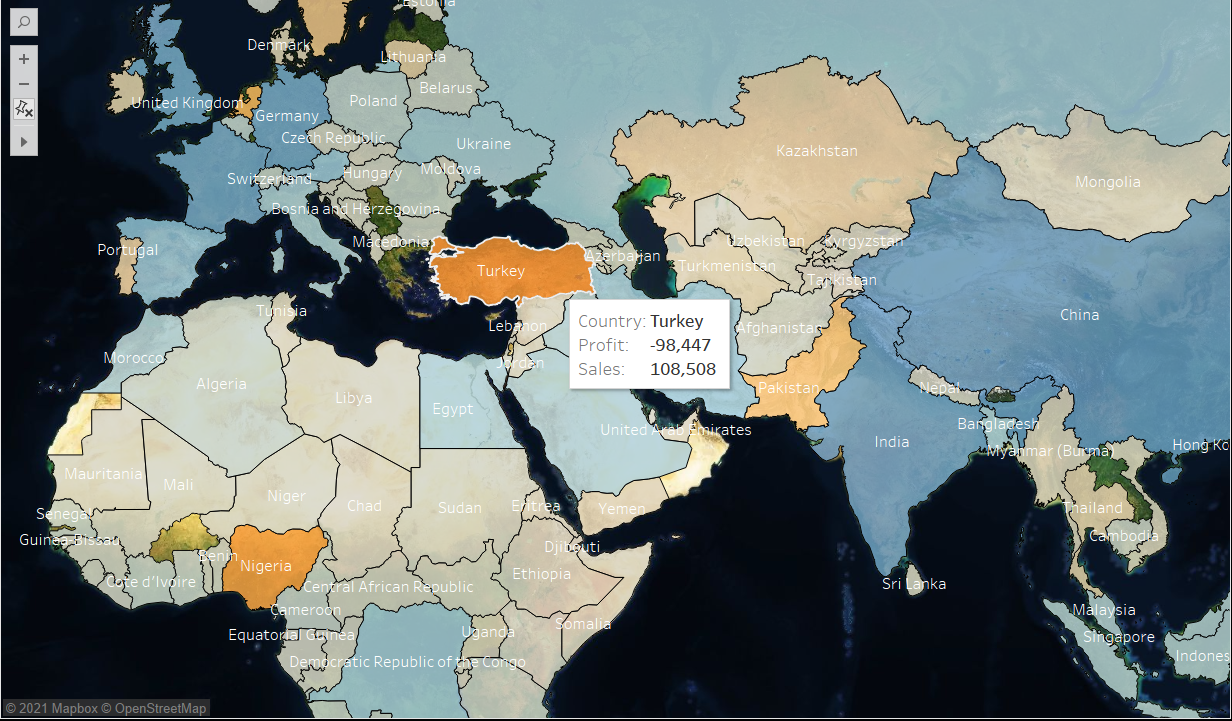 Estonia
Denmark
Lithuania
United Kingdom
Poland
Belarus
Germany
Czech Republic
Ukraine
Kazakhstan
Switzerland
Hungary
Moldova
Mongolia
Bosnia and Herzegovina
Portugal
Macedonia
Azerbaijan
Uzbekistan
Kyrgyzstan
Turkey
Turkmenistan
Tajikistan
Tunisia
Lebanon
Country: Turkey
Profit: -98,447
Sales: 108,508
Afghanistan
China
Morocco
Jordan
Algeria
Libya
Pakistan
Nepal
Egypt
United Arab Emirates
India
Bangladesh
Myanmar (Burma)
Hong Ko
Mauritania
Mali
Niger
Chad
Sudan
Eritrea
Yemen
Thailand
Senegal
Guinea-Bissau
Benin
Nigeria
Djibouti
Cambodia
Cote d'Ivoire
Central African Republic
Ethiopia
Sri Lanka
Cameroon
Equatorial Guinea
Uganda
Somalia
Malaysia
Singapore
Democratic Republic of the Congo
Indones
© 2021 Mapbox © OpenStreetMap